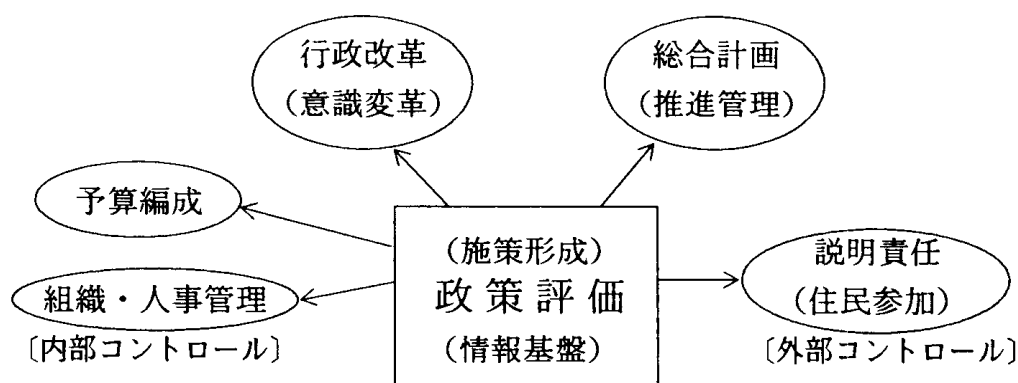 行政改革
(意識変革)
総合計画
(推進管理)
予算編成
組織・人事管理
〔内部コントロール〕
(施策形成)
政策評価
(情報基盤)
説明責任
(住民参加)
〔外部コントロール〕